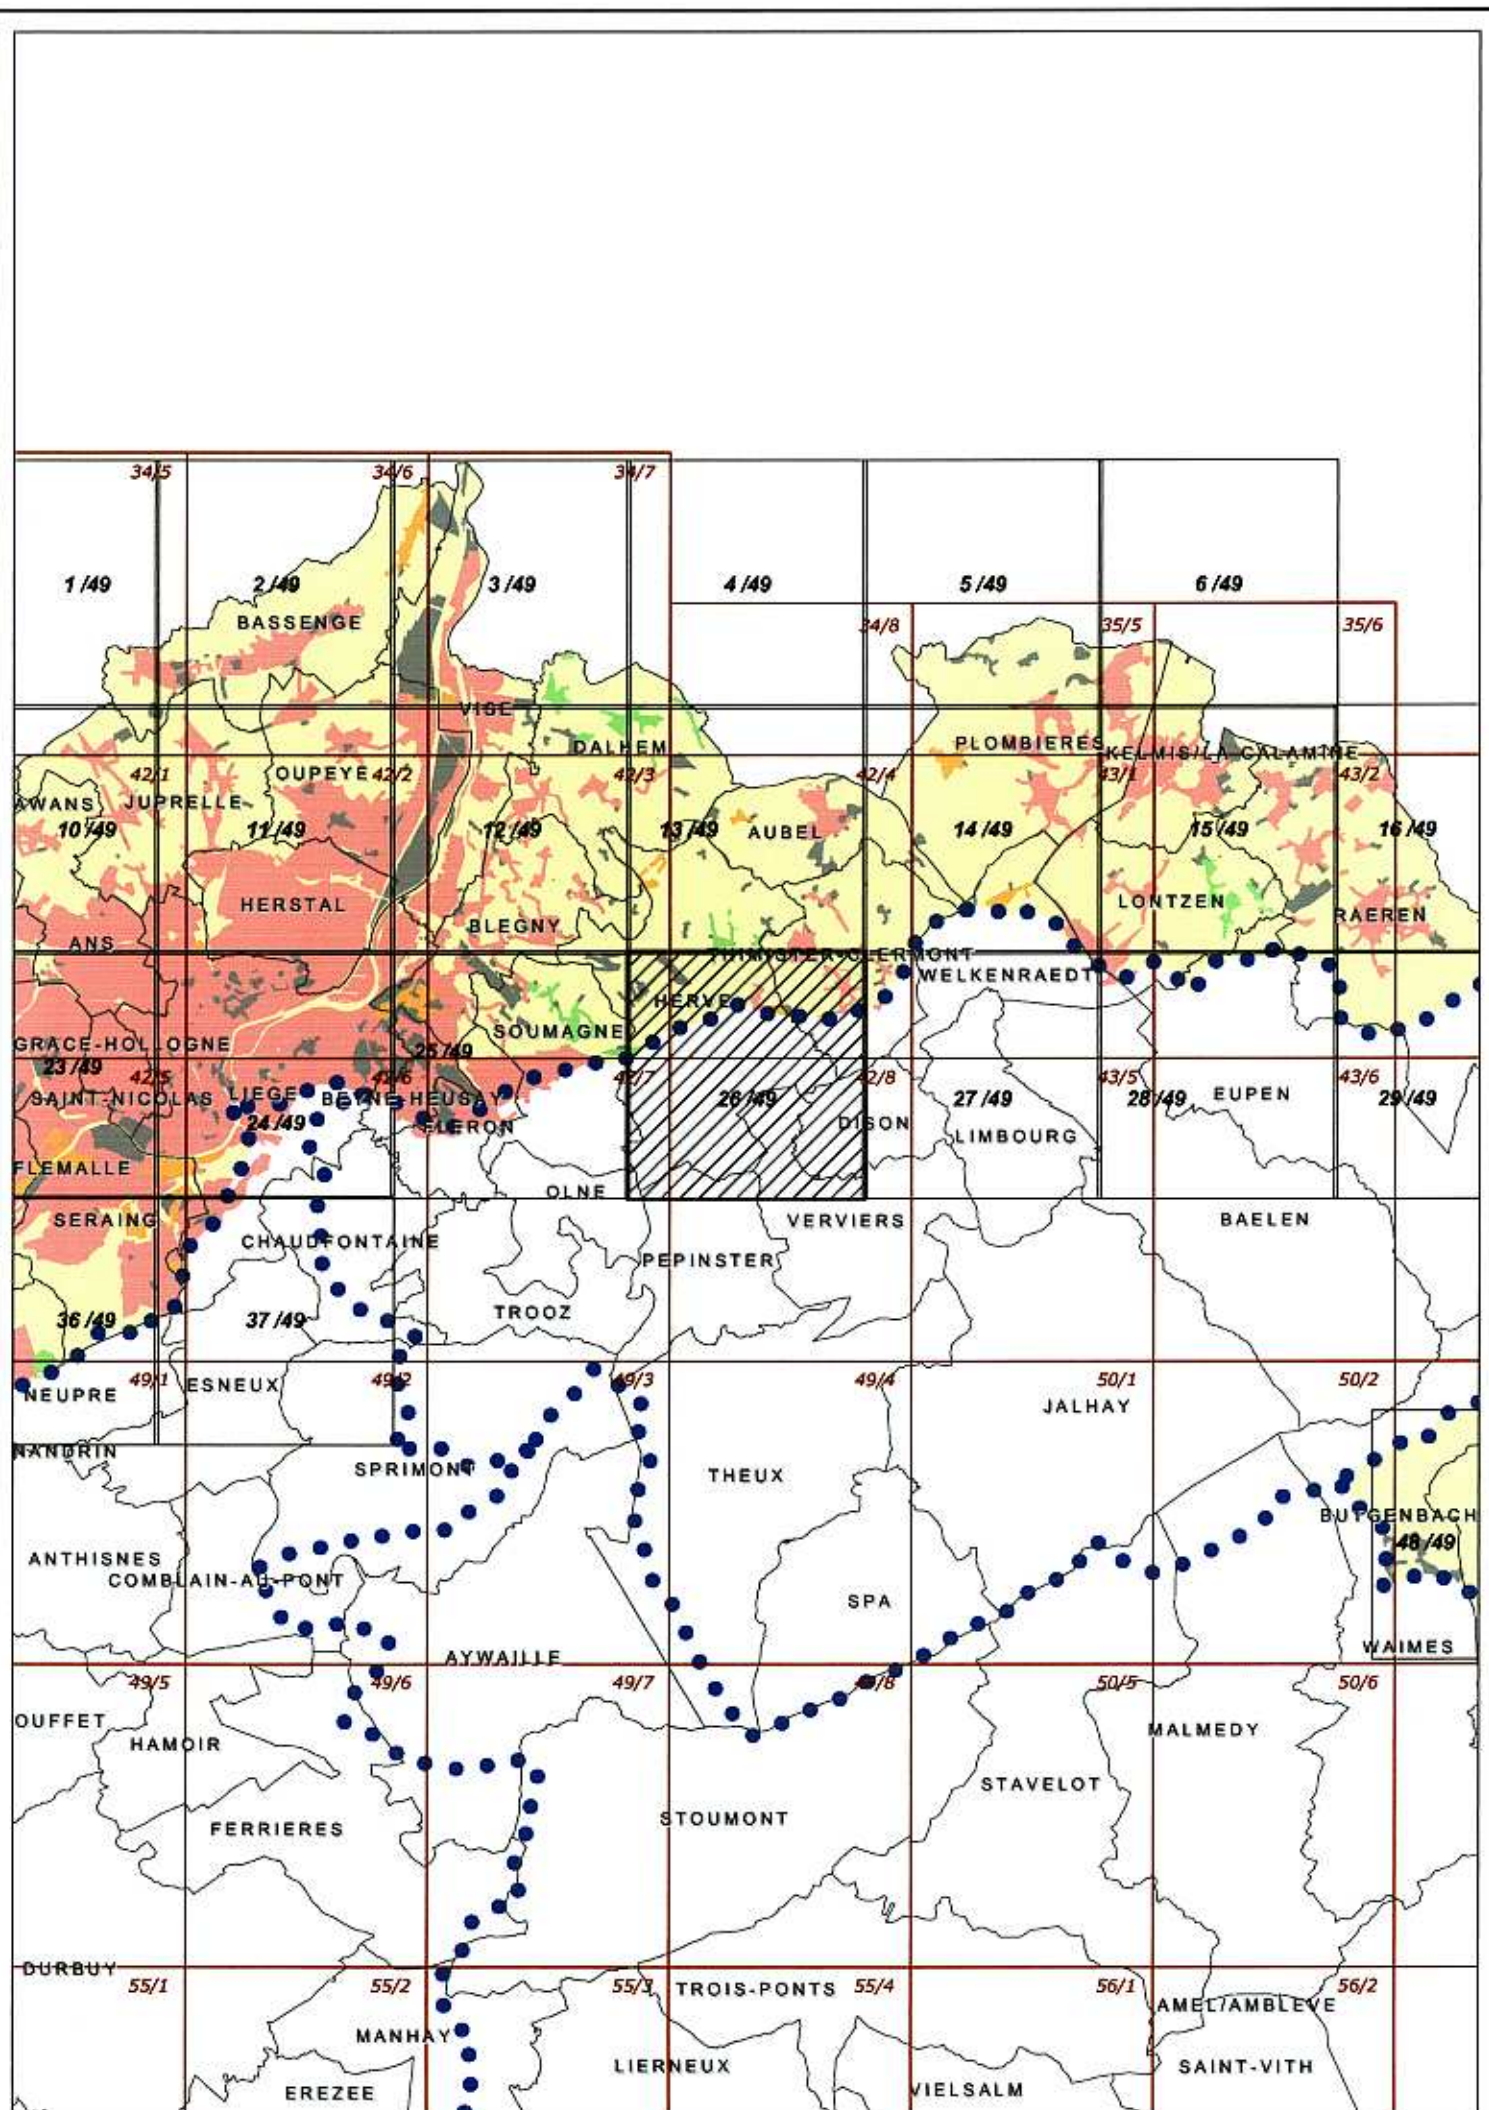 34/5 34/6 34/7
1 /49 2 /49 3 /49 4 /49 5 /49 6 /49
BASSENGE
34/8 35/5 35/6
VISE
DALHEM PLOMBIERES KELMIS/LA CALAMINE
42/1 OUPEYE 42/2 42/3 42/4 43/1 43/2
AWANS JUPRELLE
10 /49 11 /49 12 /49 13 /49 AUBEL 14 /49 15 /49 16 /49
HERSTAL LONTZEN
BLEGNY RAEREN
ANS
THIMISTER-CLERMONT
WELKENRAEDT
HERVE
SOUMAGNE
GRACE-HOLLOGNE
25 /49
23 /49
42/5 42/6 42/7 42/8 43/5 43/6
SAINT-NICOLAS LIEGE BEYNE-HEUSAY 26 /49 27 /49 28 /49 EUPEN 29 /49
24 /49 FLERON DISON
LIMBOURG
FLEMALLE
OLNE
SERAING VERVIERS BAELEN
CHAUDFONTAINE
PEPINSTER
TROOZ
36 /49 37 /49
49/1 ESNEUX 49/2 49/3 49/4 50/1 50/2
NEUPRE
JALHAY
NANDRIN
SPRIMONT THEUX
BUTGENBACH
48 /49
ANTHISNES
COMBLAIN-AU-PONT
SPA
AYWAILLE WAIMES
49/5 49/6 49/7 49/8 50/5 50/6
OUFFET
HAMOIR MALMEDY
STAVELOT
STOUMONT
FERRIERES
DURBUY
55/1 55/2 55/3 TROIS-PONTS 55/4 56/1 56/2
AMEL/AMBLEVE
MANHAY
LIERNEUX SAINT-VITH
EREZEE VIELSALM